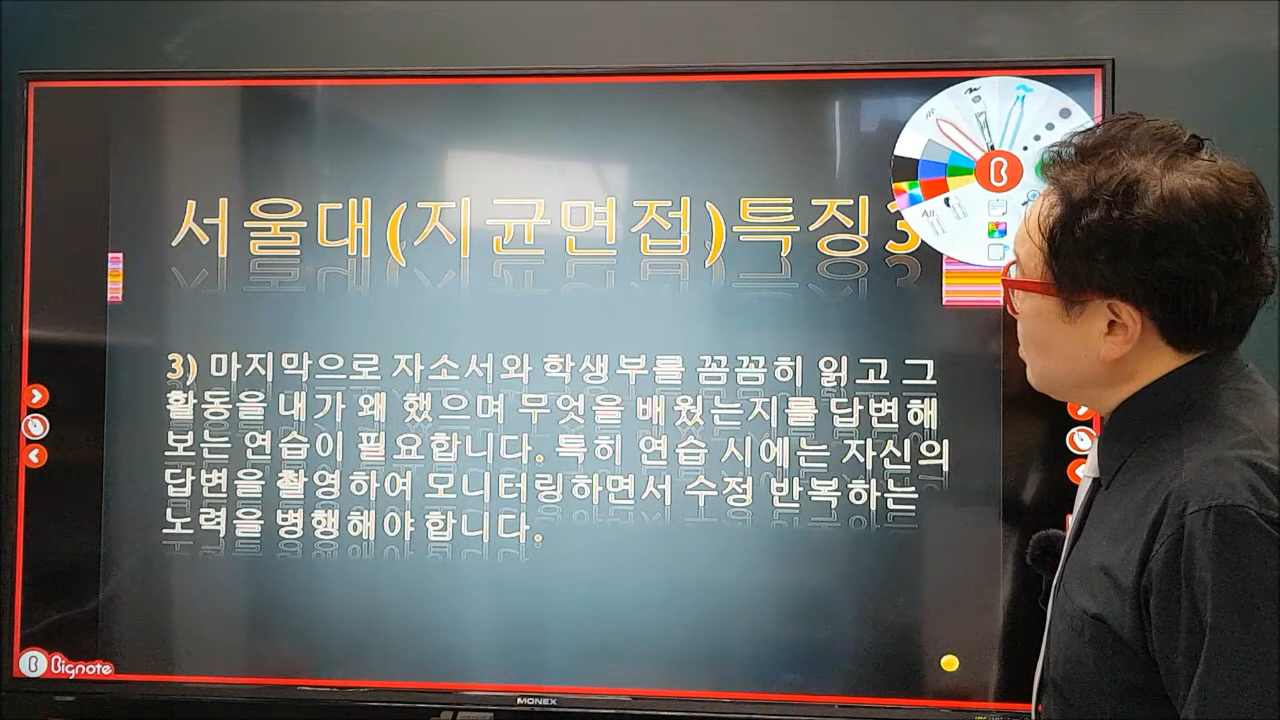 서울대(지균면접)특징3
3) 마지막으로 자소서와 학생부를 꼼꼼히 읽고 그
활동을 내가 왜 했으며 무엇을 배웠는지를 답변해
보는 연습이 필요합니다. 특히 연습 시에는 자신의
답변을 촬영하여 모니터링하면서 수정 반복하는
노력을 병행해야 합니다.
Bignote
MONEX